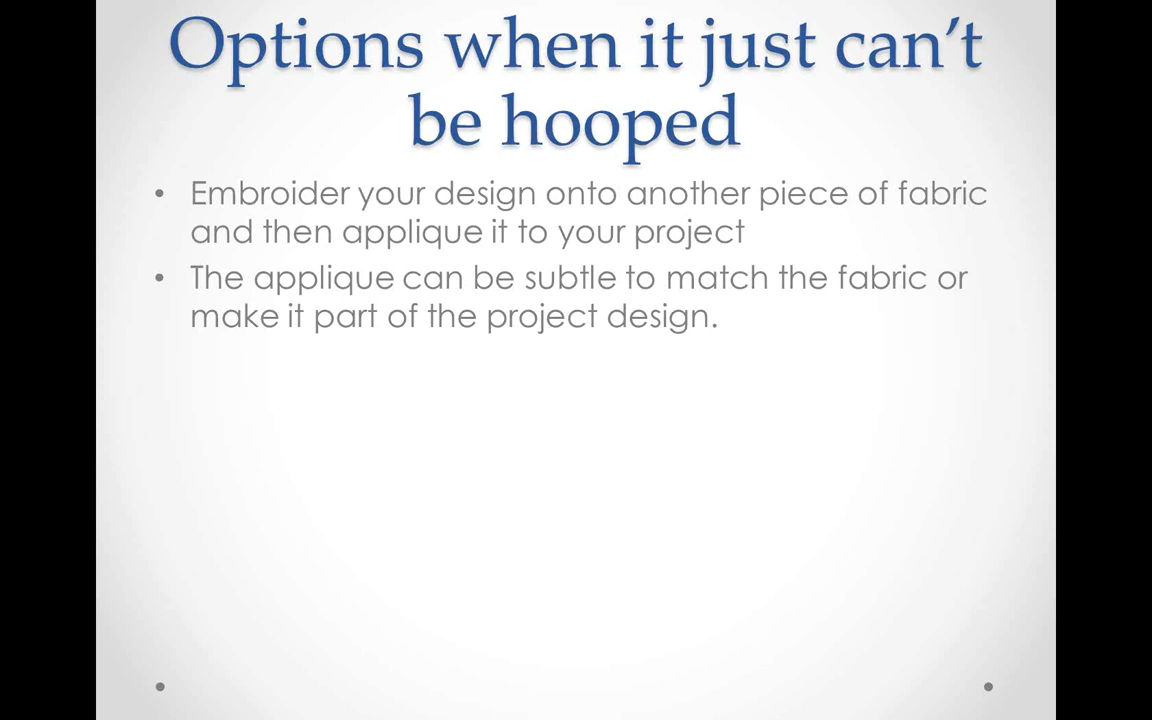 Options when it just can’t
be hooped
• Embroider your design onto another piece of fabric
and then applique it to your project
• The applique can be subtle to match the fabric or
make it part of the project design.